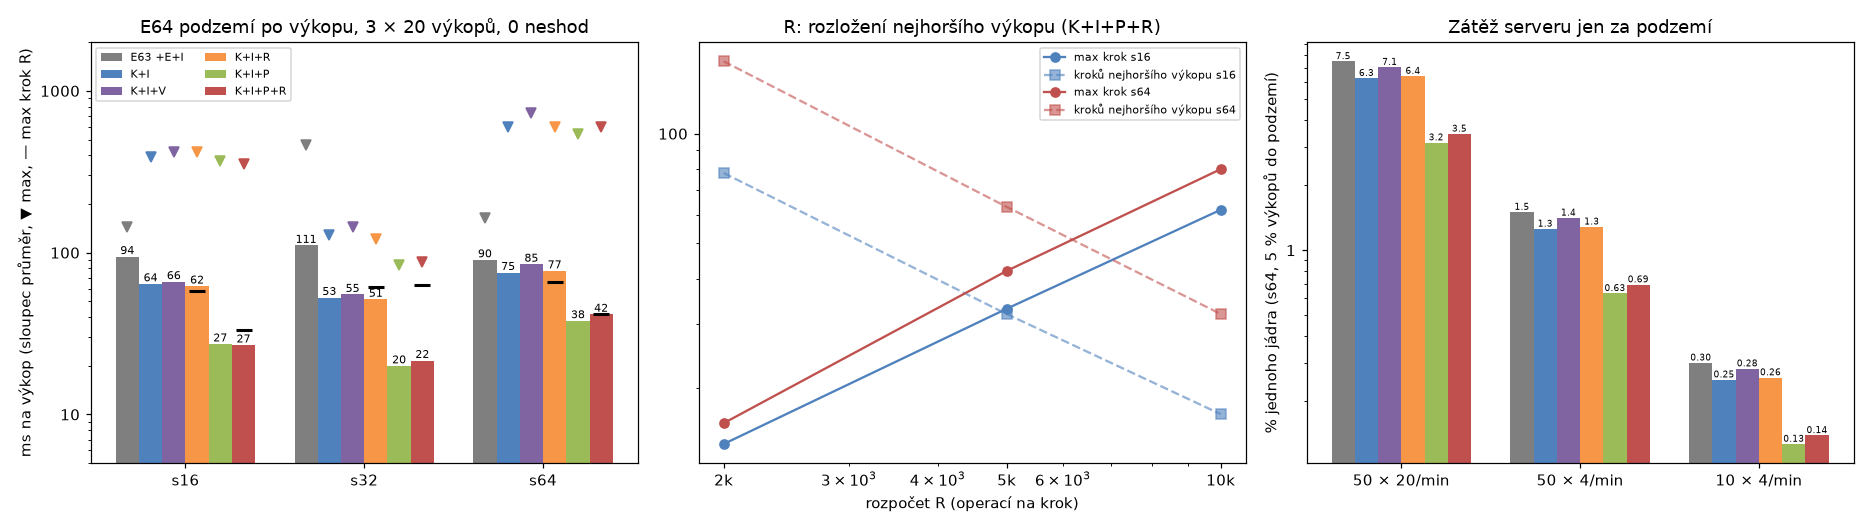 E64 podzemí po výkopu, 3 × 20 výkopů, 0 neshod
ms na výkop (sloupec průměr, ▼ max, — max krok R)
1000
100
10
E63 +E+I
K+I
K+I+V
K+I+R
K+I+P
K+I+P+R
94
64
66
62
27
27
111
53
55
51
20
22
90
75
85
77
38
42
s16
s32
s64
R: rozložení nejhoršího výkopu (K+I+P+R)
100
max krok s16
kroků nejhoršího výkopu s16
max krok s64
kroků nejhoršího výkopu s64
2k
3 × 10³
4 × 10³
5k
6 × 10³
10k
rozpočet R (operací na krok)
Zátěž serveru jen za podzemí
% jednoho jádra (s64, 5 % výkopů do podzemí)
1
7.5
6.3
7.1
6.4
3.2
3.5
1.5
1.3
1.4
1.3
0.63
0.69
0.30
0.25
0.28
0.26
0.13
0.14
50 × 20/min
50 × 4/min
10 × 4/min